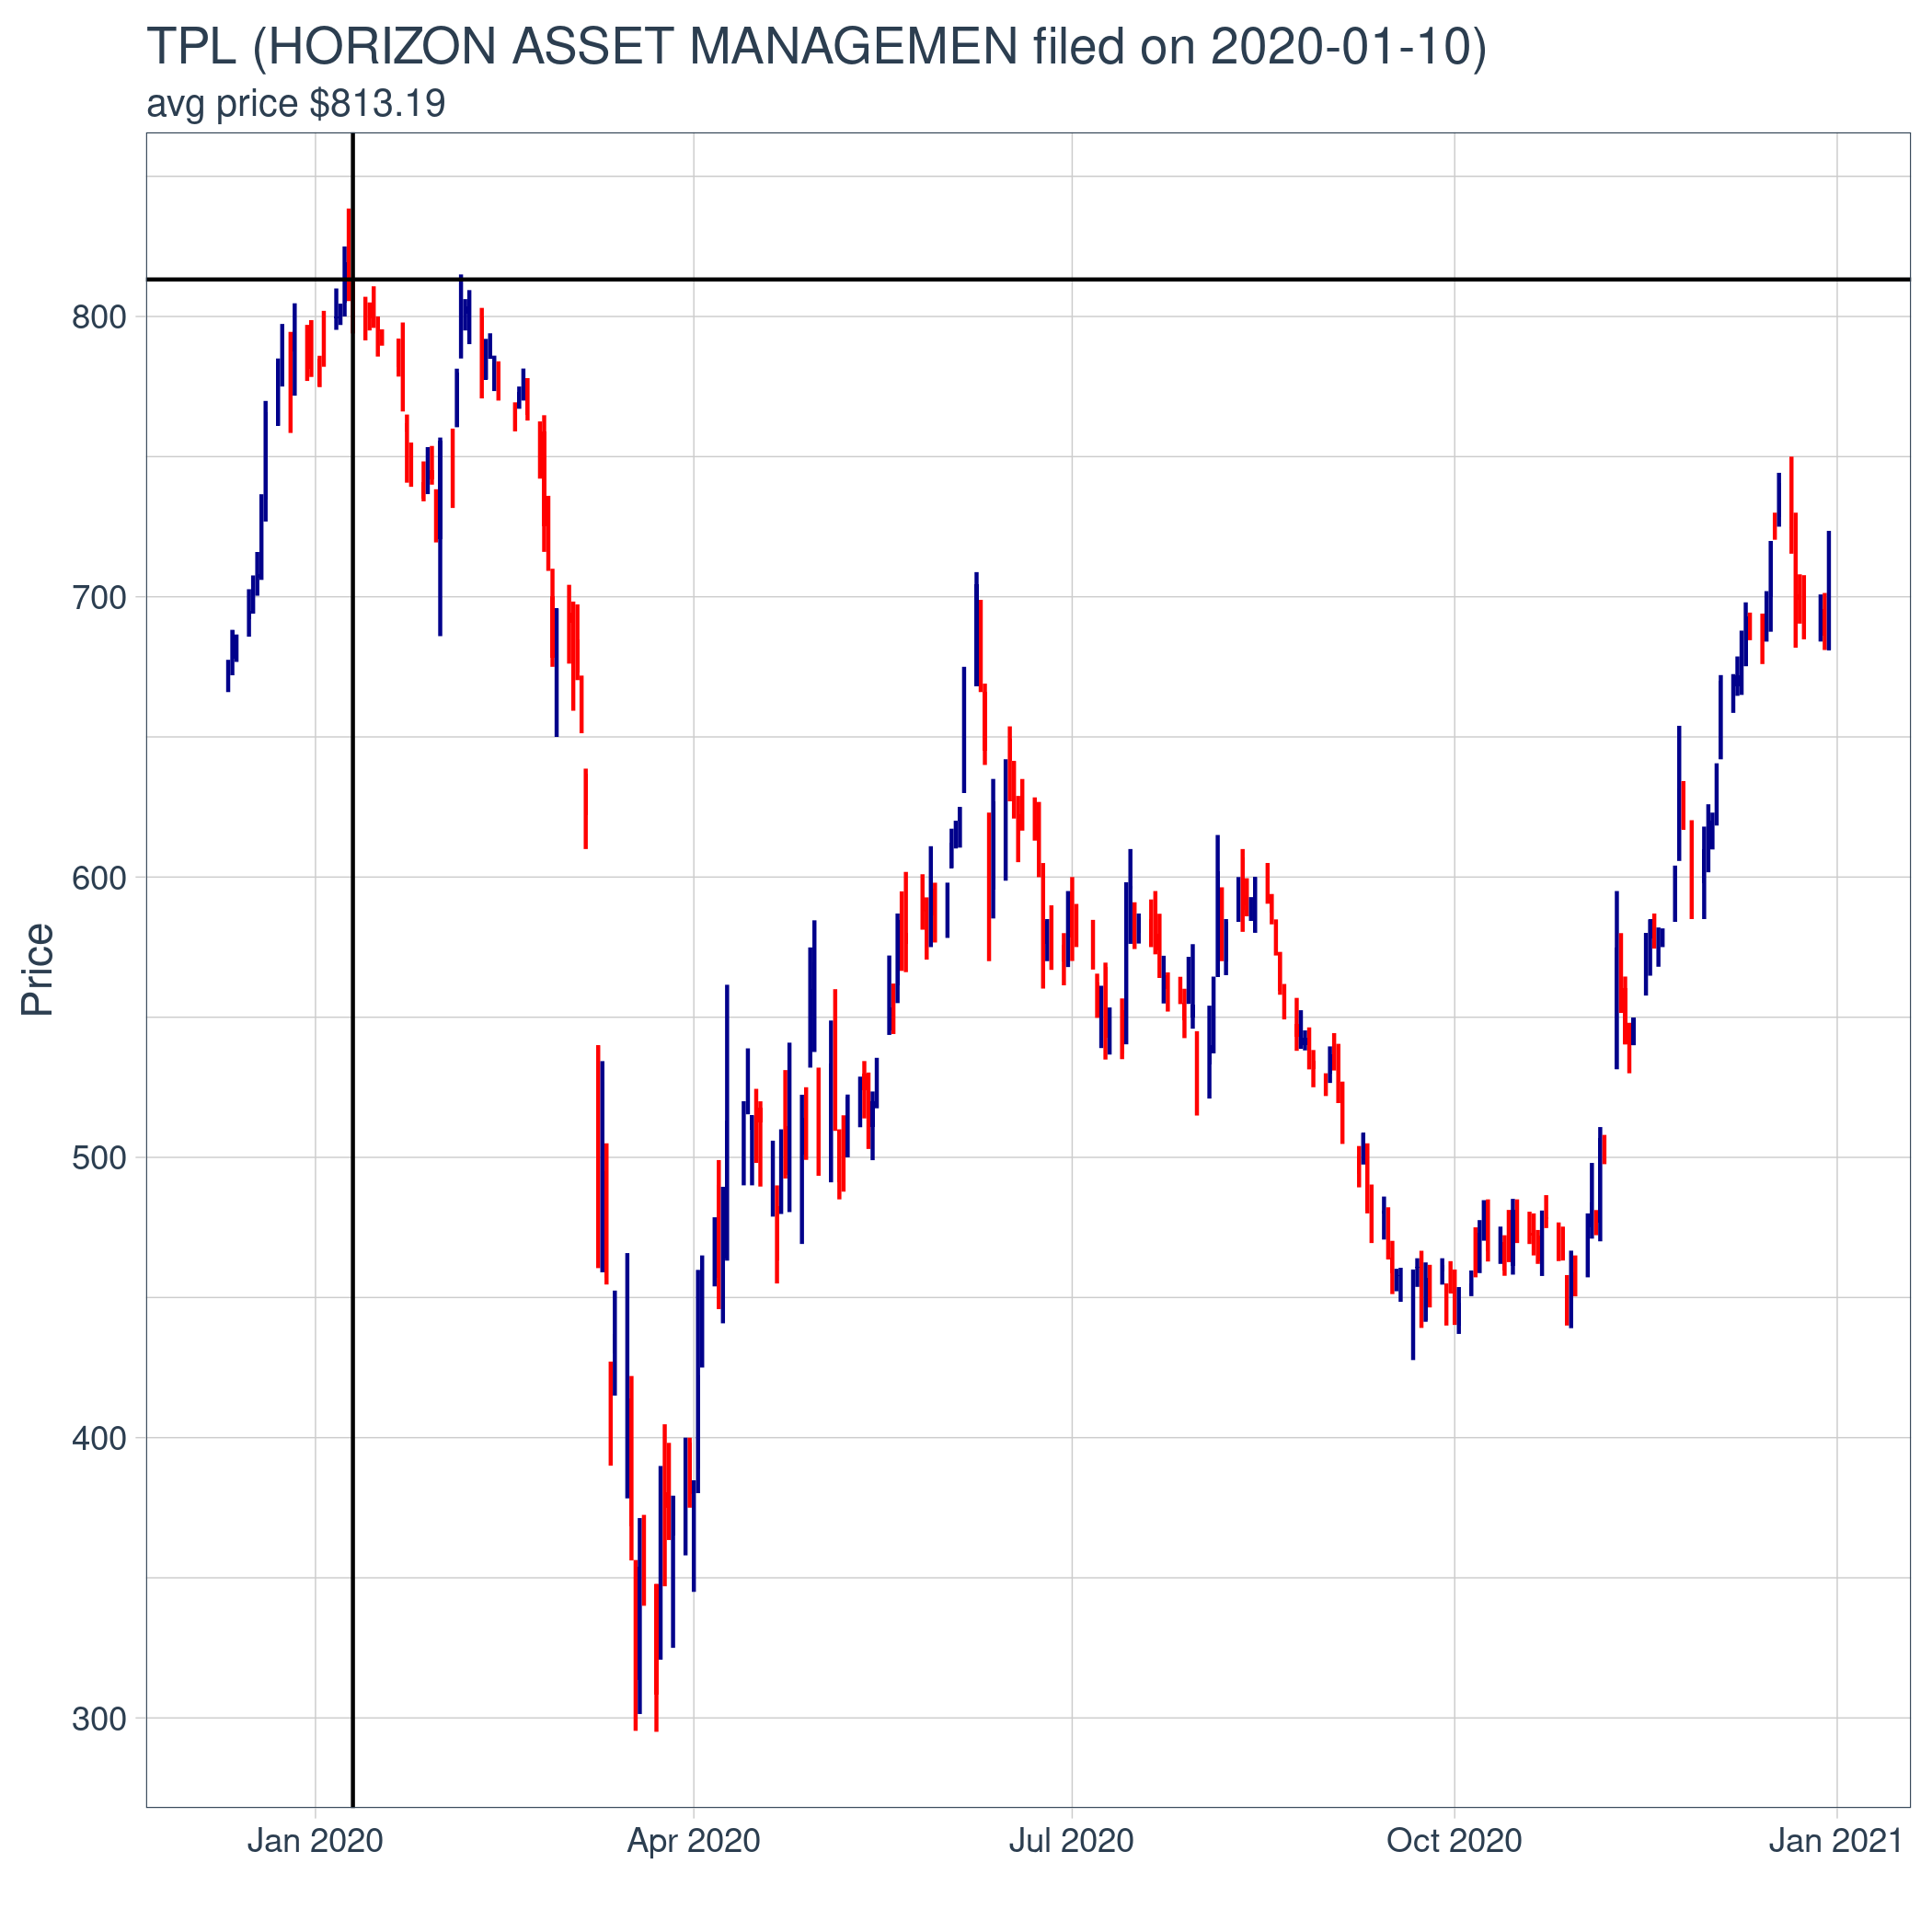 TPL (HORIZON ASSET MANAGEMEN filed on 2020-01-10)
avg price $813.19
Price
800
700
600
500
400
300
Jan 2020
Apr 2020
Jul 2020
Oct 2020
Jan 2021